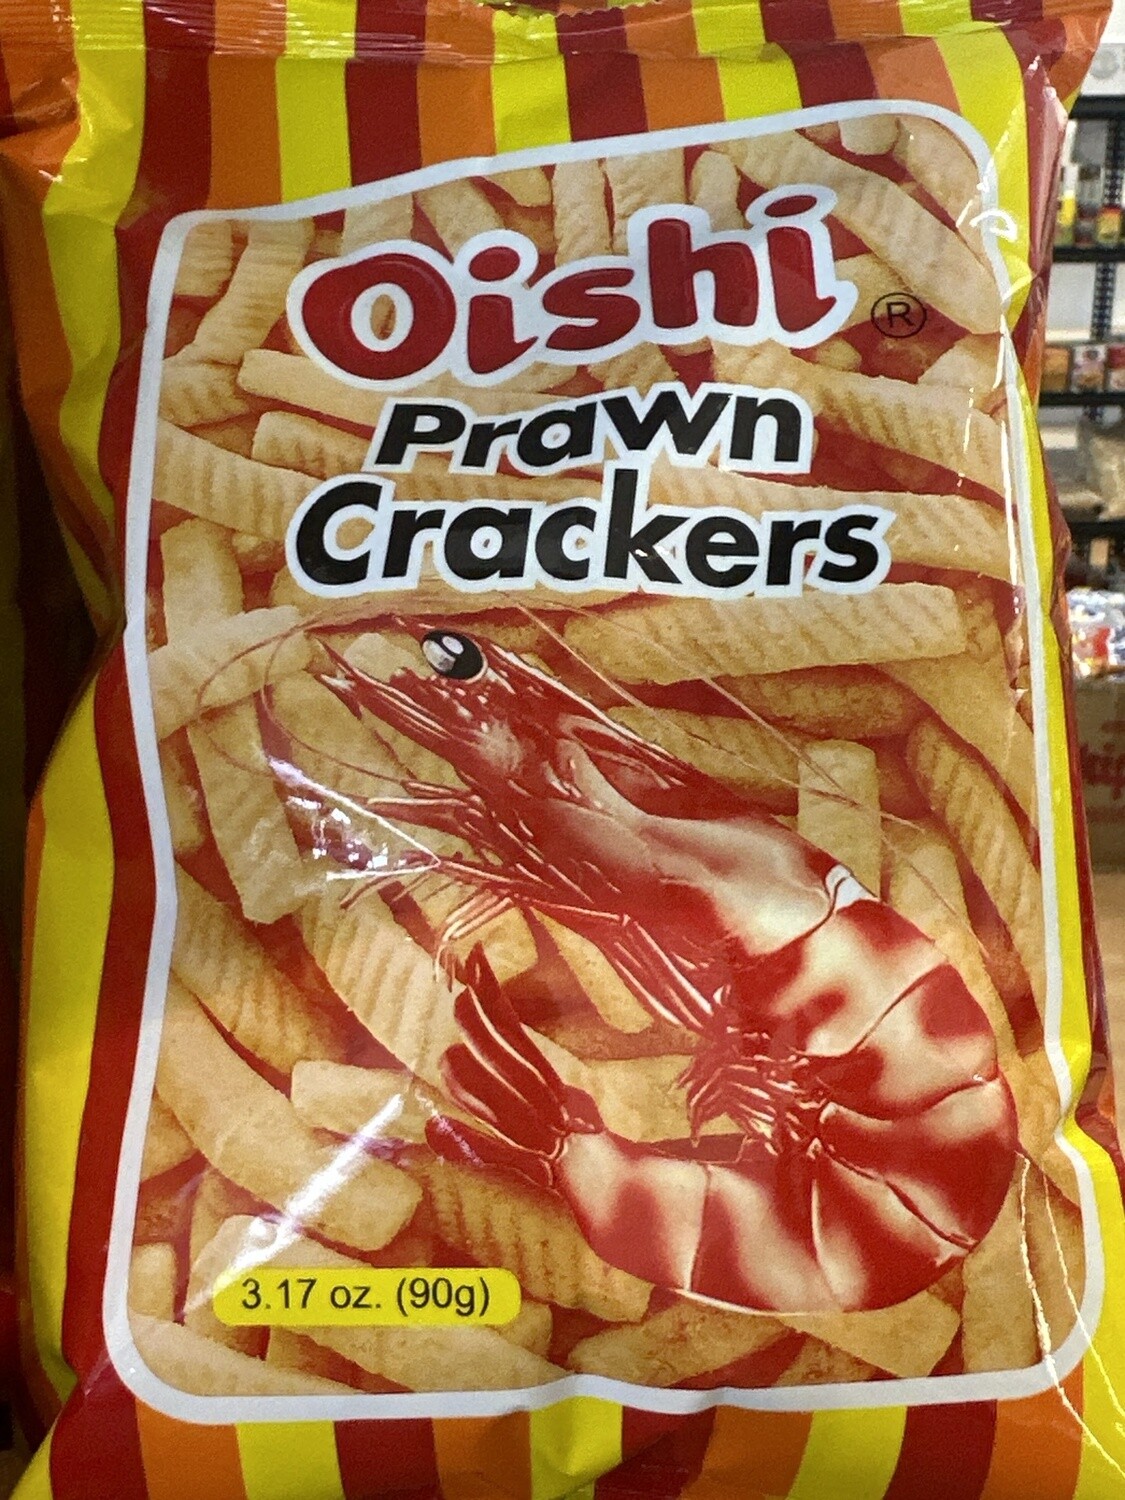 Oishi ®
Prawn
Crackers
3.17 oz. (90g)